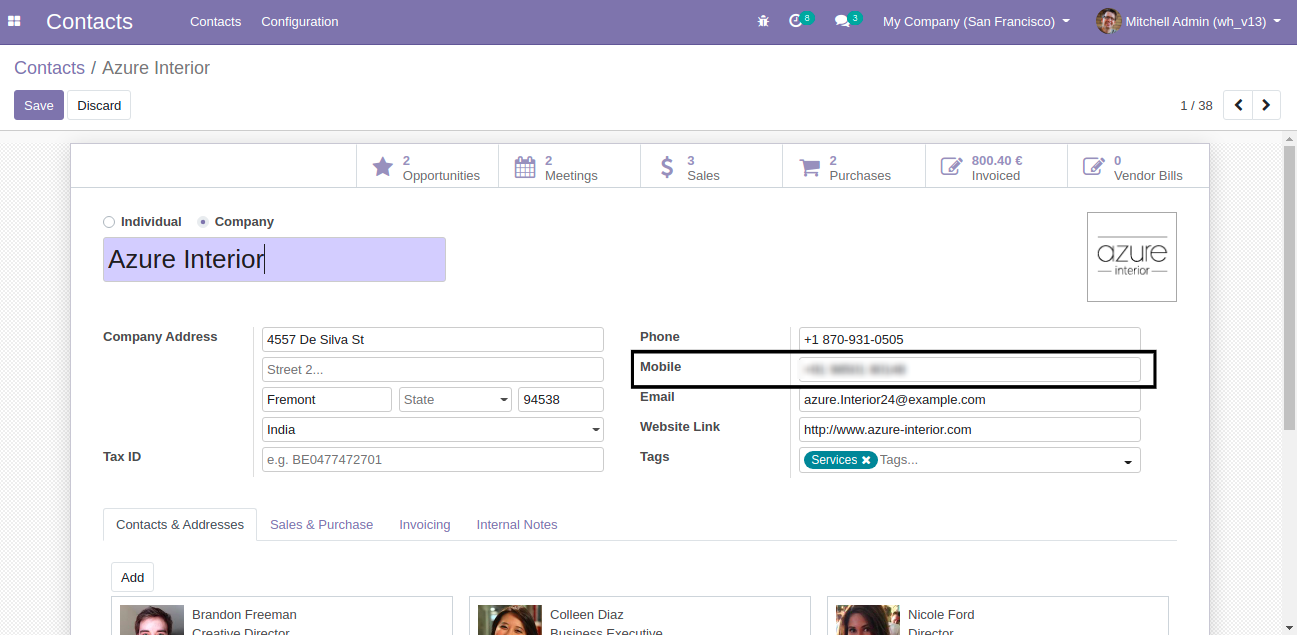 Contacts Contacts Configuration 8 3 My Company (San Francisco) Mitchell Admin (wh_v13)
Contacts / Azure Interior
Save Discard 1 / 38
2 Opportunities
2 Meetings
3 Sales
2 Purchases
800.40 € Invoiced
0 Vendor Bills
Individual Company
Azure Interior
azure
interior
Company Address 4557 De Silva St
Street 2...
Fremont State 94538
India
Tax ID e.g. BE0477472701
Phone +1 870-931-0505
Mobile
Email azure.Interior24@example.com
Website Link http://www.azure-interior.com
Tags Services Tags...
Contacts & Addresses Sales & Purchase Invoicing Internal Notes
Add
Brandon Freeman
Creative Director
Colleen Diaz
Business Executive
Nicole Ford
Director